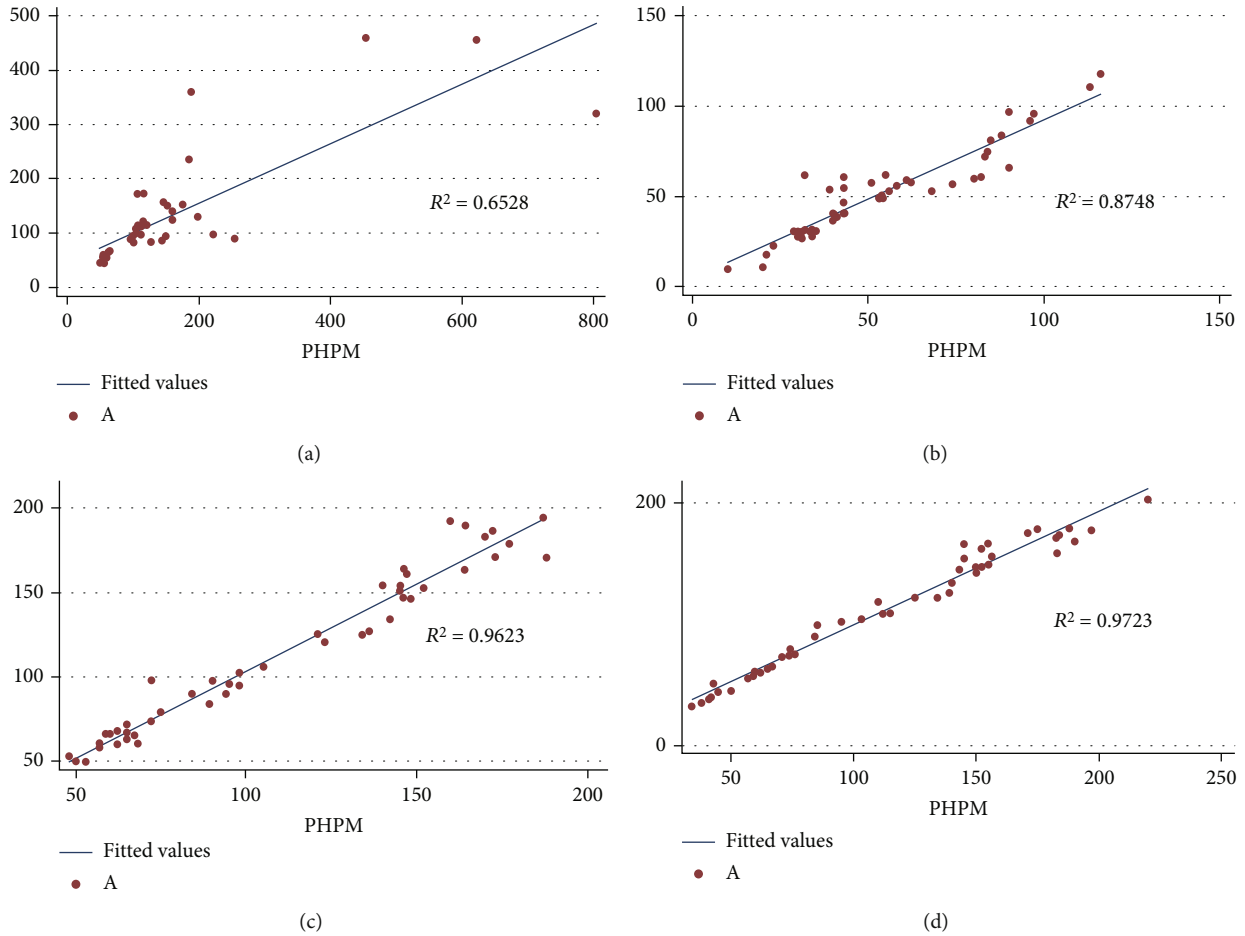 500
400
300
200
100
0
R² = 0.6528
0 200 400 600 800
PHPM
Fitted values
A
(a)
150
100
50
0
R² = 0.8748
0 50 100 150
PHPM
Fitted values
A
(b)
200
150
100
50
R² = 0.9623
50 100 150 200
PHPM
Fitted values
A
(c)
200
0
R² = 0.9723
50 100 150 200 250
PHPM
Fitted values
A
(d)